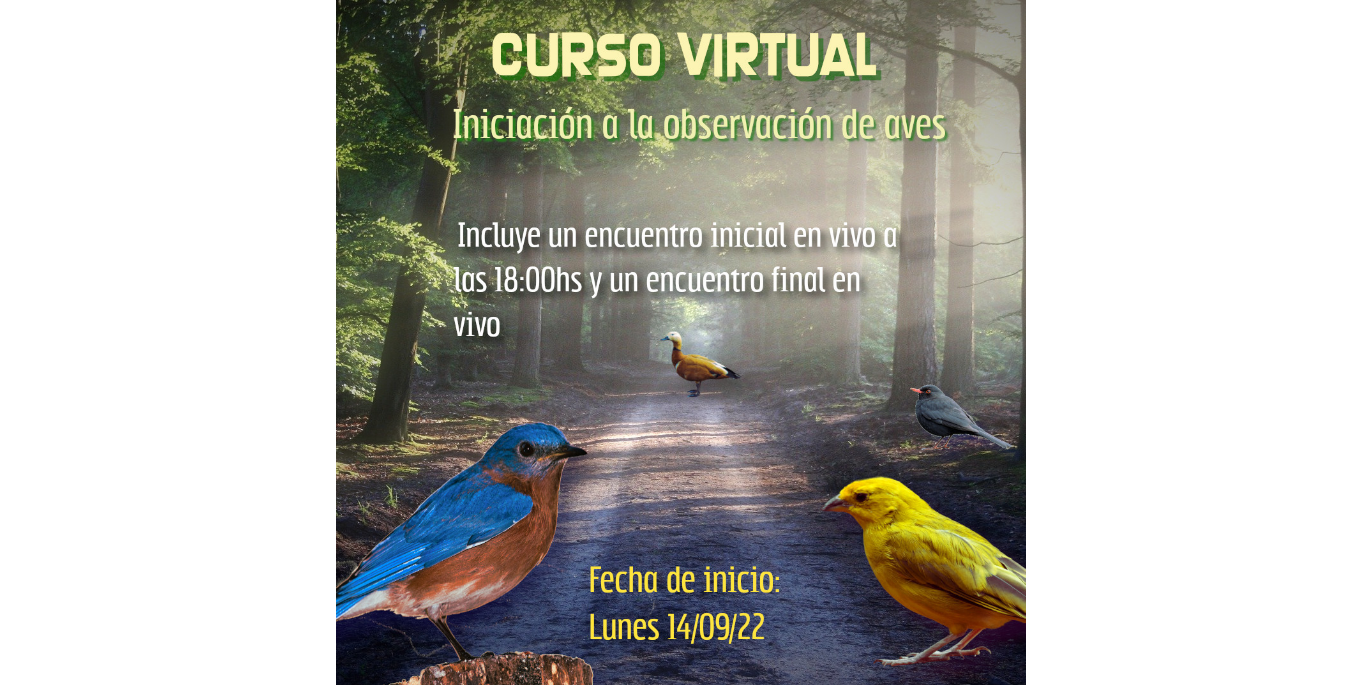 CURSO VIRTUAL
Iniciación a la observación de aves
Incluye un encuentro inicial en vivo a
las 18:00hs y un encuentro final en
vivo
Fecha de inicio:
Lunes 14/09/22